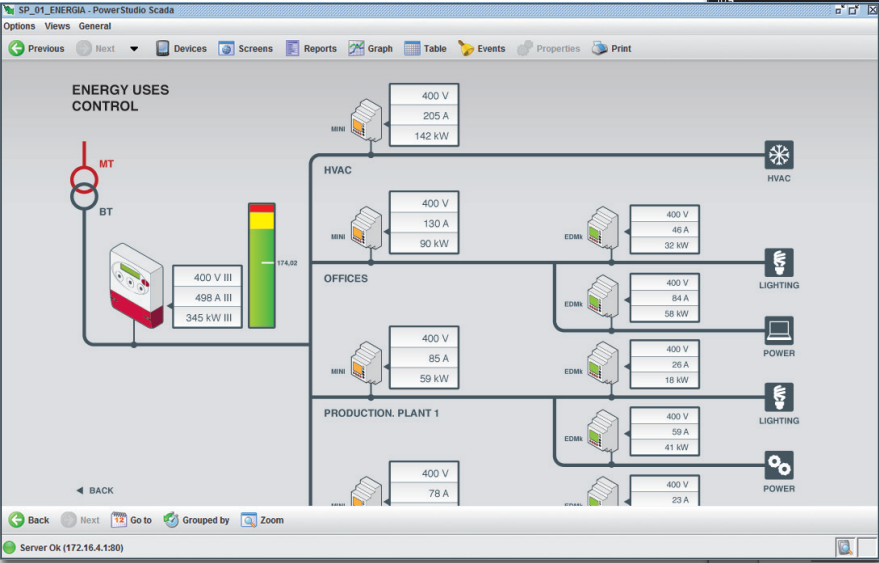 SP_01_ENERGIA - PowerStudio Scada
Options Views General
Previous Next Devices Screens Reports Graph Table Events Properties Print
ENERGY USES
CONTROL
MT
BT
400 V III
498 A III
345 kW III
174,02
MINI
400 V
205 A
142 kW
HVAC
HVAC
MINI
400 V
130 A
90 kW
OFFICES
EDMk
400 V
46 A
32 kW
LIGHTING
EDMk
400 V
84 A
58 kW
POWER
MINI
400 V
85 A
59 kW
PRODUCTION. PLANT 1
EDMk
400 V
26 A
18 kW
LIGHTING
EDMk
400 V
59 A
41 kW
POWER
MINI
400 V
78 A
EDMk
400 V
23 A
BACK
Back Next 12 Go to Grouped by Zoom
Server Ok (172.16.4.1:80)